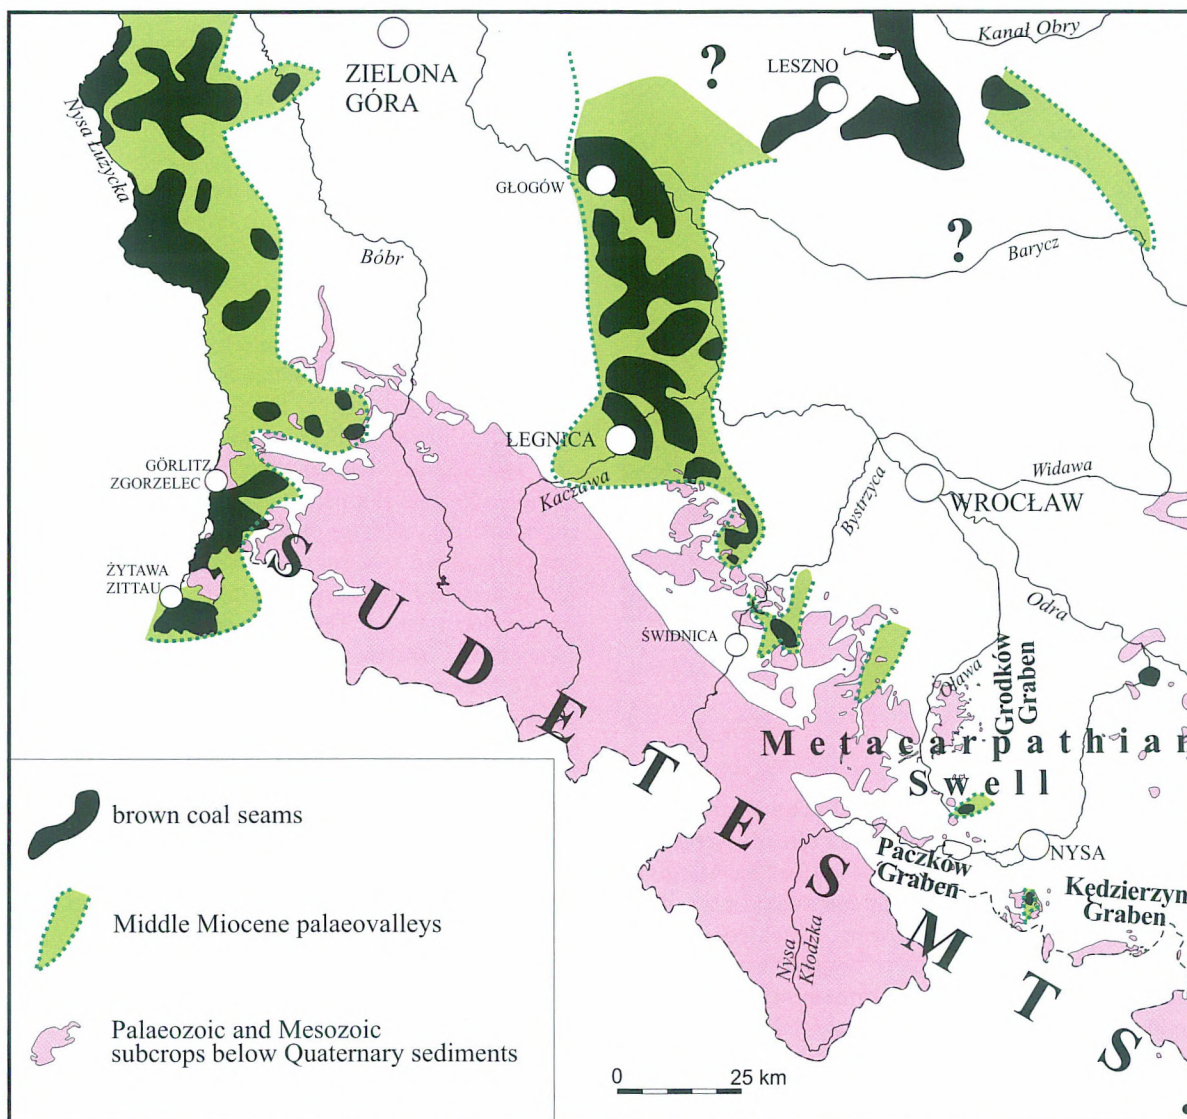 Kanał Obry
ZIELONA
GÓRA
?
LESZNO
Nysa Łużycka
GŁOGÓW
?
Barycz
Bóbr
LEGNICA
GÖRLITZ
ZGORZELEC
Kaczawa
Bystrzyca
Widawa
WROCŁAW
ŻYTAWA
ZITTAU
ŚWIDNICA
Odra
Oława
Grodków
Graben
Metacarpathian
Swell
SUDETES MTS
NYSA
Paczków
Graben
Kędzierzyn
Graben
Nysa
Kłodzka
brown coal seams
Middle Miocene palaeovalleys
Palaeozoic and Mesozoic
subcrops below Quaternary sediments
0 25 km